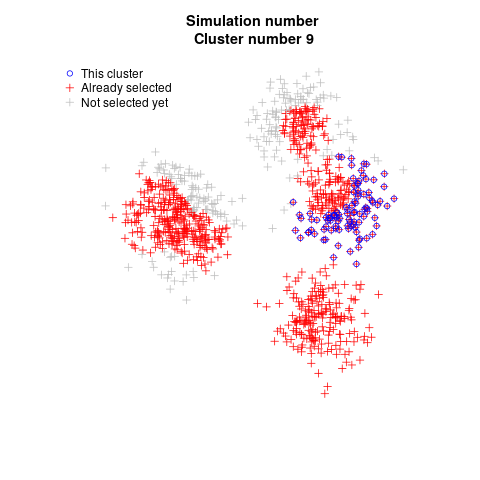 Simulation number
Cluster number 9
This cluster
Already selected
Not selected yet